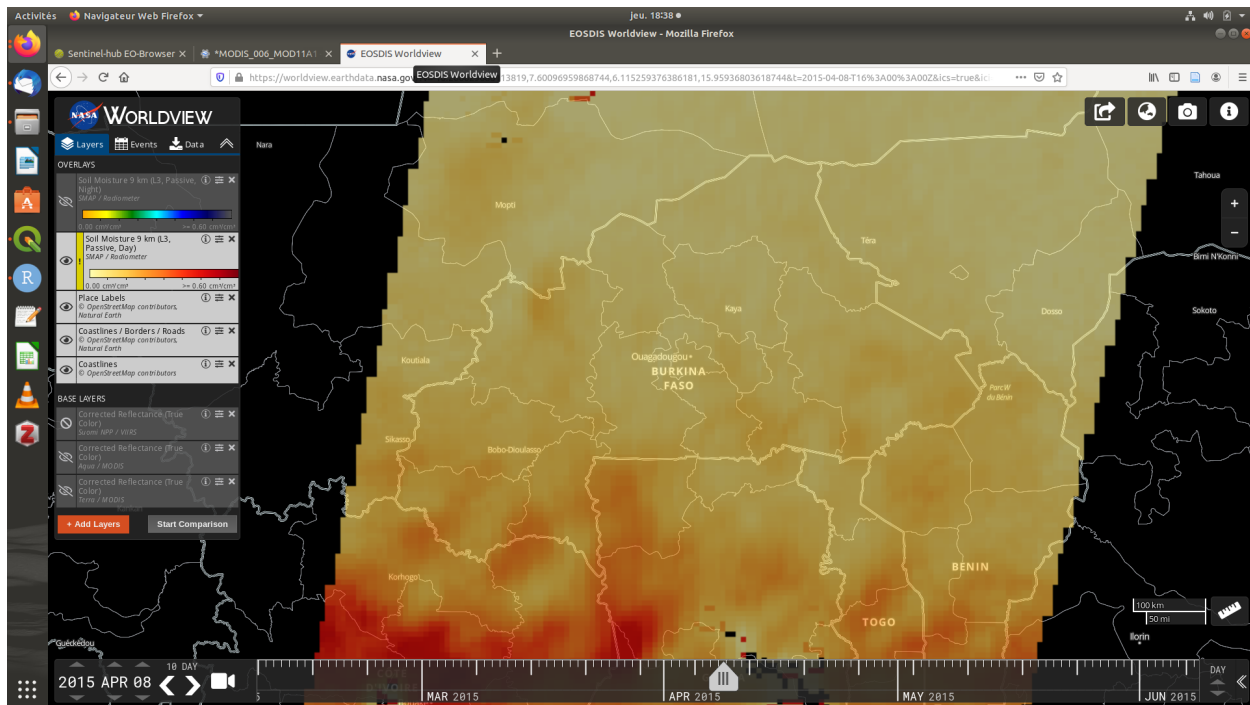 Activités
Navigateur Web Firefox
jeu. 18:38
EOSDIS Worldview - Mozilla Firefox
Sentinel-hub EO-Browser
*MODIS_006_MOD11A1
EOSDIS Worldview
https://worldview.earthdata.nasa.gov
EOSDIS Worldview
13819,7.60096959868744,6.115259376386181,15.95936803618744&t=2015-04-08-T16%3A00%3A00Z&ics=true&ic
NASA WORLDVIEW
Layers
Events
Data
OVERLAYS
Soil Moisture 9 km (L3, Passive,
Night)
SMAP / Radiometer
0.00 cm³/cm³
>= 0.60 cm³/cm³
Soil Moisture 9 km (L3,
Passive, Day)
SMAP / Radiometer
0.00 cm³/cm³
>= 0.60 cm³/cm³
Place Labels
© OpenStreetMap contributors,
Natural Earth
Coastlines / Borders / Roads
© OpenStreetMap contributors,
Natural Earth
Coastlines
© OpenStreetMap contributors
BASE LAYERS
Corrected Reflectance (True
Color)
Suomi NPP / VIIRS
Corrected Reflectance (True
Color)
Aqua / MODIS
Corrected Reflectance (True
Color)
Terra / MODIS
+ Add Layers
Start Comparison
Nara
Mopti
Tahoua
Téra
Birni N'Konni
Kaya
Dosso
Sokoto
Koutiala
Ouagadougou
BURKINA
FASO
Parc W
du Bénin
Sikasso
Bobo-Dioulasso
Korhogo
BENIN
TOGO
100 km
50 mi
Ilorin
Guéckédou
CÔTE
D'IVOIRE
10 DAY
2015 APR 08
MAR 2015
APR 2015
MAY 2015
JUN 2015
DAY